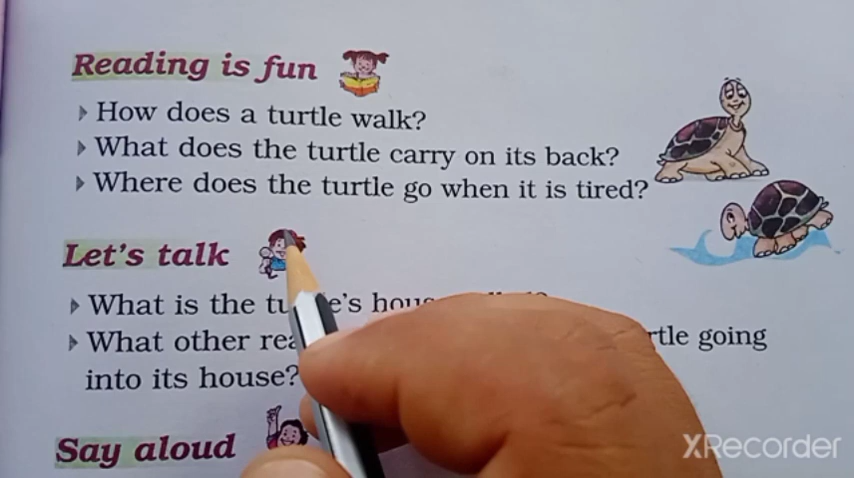 Reading is fun
How does a turtle walk?
What does the turtle carry on its back?
Where does the turtle go when it is tired?
Let's talk
What is the
What other
going
into its house?
Say aloud
XRecorder